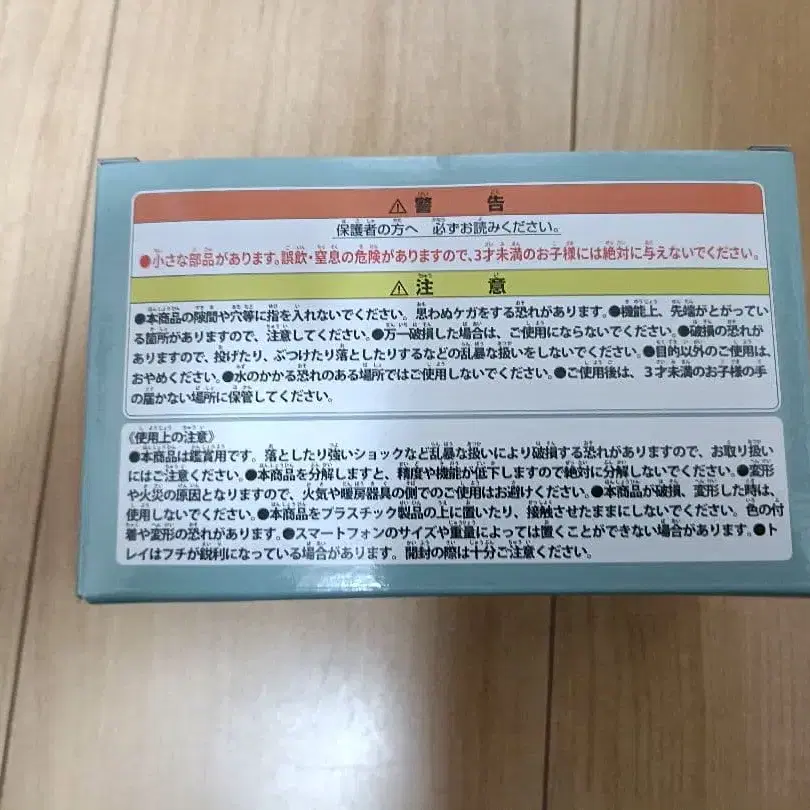 ⚠警告
保護者の方へ 必ずお読みください。
●小さな部品があります。誤飲・窒息の危険がありますので、3才未満のお子様には絶対に与えないでください。
⚠注意
●本商品の隙間や穴等に指を入れないでください。思わぬケガをする恐れがあります。●機能上、先端がとがってい
る箇所がありますので、注意してください。●万一破損した場合は、ご使用にならないでください。●破損の恐れが
ありますので、投げたり、ぶつけたり落としたりするなどの乱暴な扱いをしないでください。●目的以外のご使用は、
おやめください。●水のかかる恐れのある場所ではご使用しないでください。●ご使用後は、3才未満のお子様の手
の届かない場所に保管してください。
《使用上の注意》
●本商品は鑑賞用です。落としたり強いショックなど乱暴な扱いにより破損する恐れがありますので、お取り扱い
にはご注意ください。●本商品を分解しますと、精度や機能が低下しますので絶対に分解しないでください。●変形
や火災の原因となりますので、火気や暖房器具の側でのご使用はお避けください。●本商品が破損、変形した時は、
使用しないでください。●本商品をプラスチック製品の上に置いたり、接触させたままにしないでください。色の付
着や変形の恐れがあります。●スマートフォンのサイズや重量によっては置くことができない場合があります。●ト
レイはフチが鋭利になっている場合があります。開封の際は十分ご注意ください。